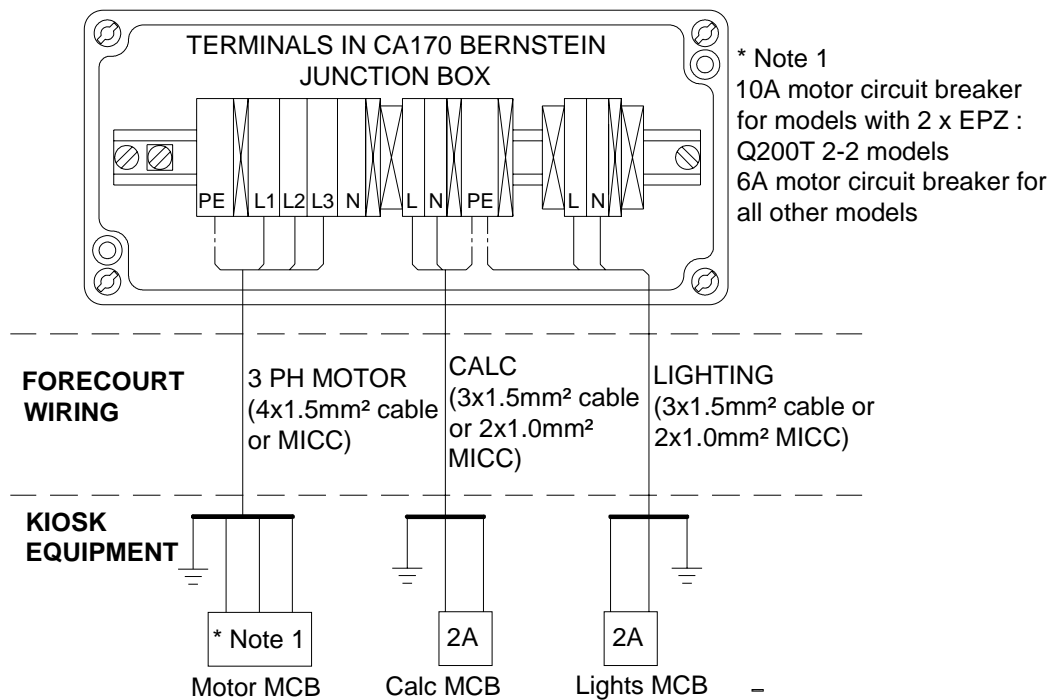 TERMINALS IN CA170 BERNSTEIN
JUNCTION BOX
* Note 1
10A motor circuit breaker
for models with 2 x EPZ :
Q200T 2-2 models
6A motor circuit breaker for
all other models
PE L1 L2 L3 N L N PE L N
FORECOURT
WIRING
3 PH MOTOR
(4x1.5mm² cable
or MICC)
CALC
(3x1.5mm² cable
or 2x1.0mm²
MICC)
LIGHTING
(3x1.5mm² cable or
2x1.0mm² MICC)
KIOSK
EQUIPMENT
* Note 1
2A
2A
Motor MCB
Calc MCB
Lights MCB